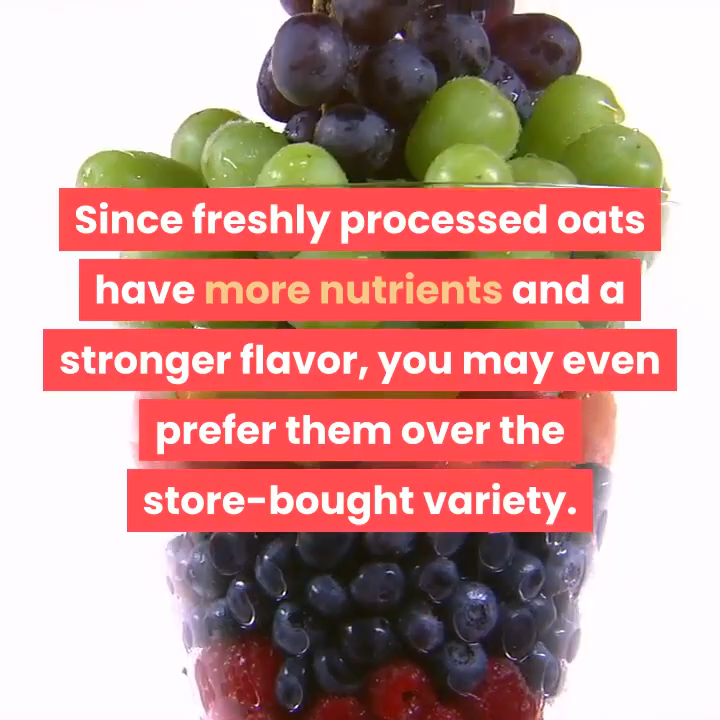 Since freshly processed oats
have more nutrients and a
stronger flavor, you may even
prefer them over the
store-bought variety.